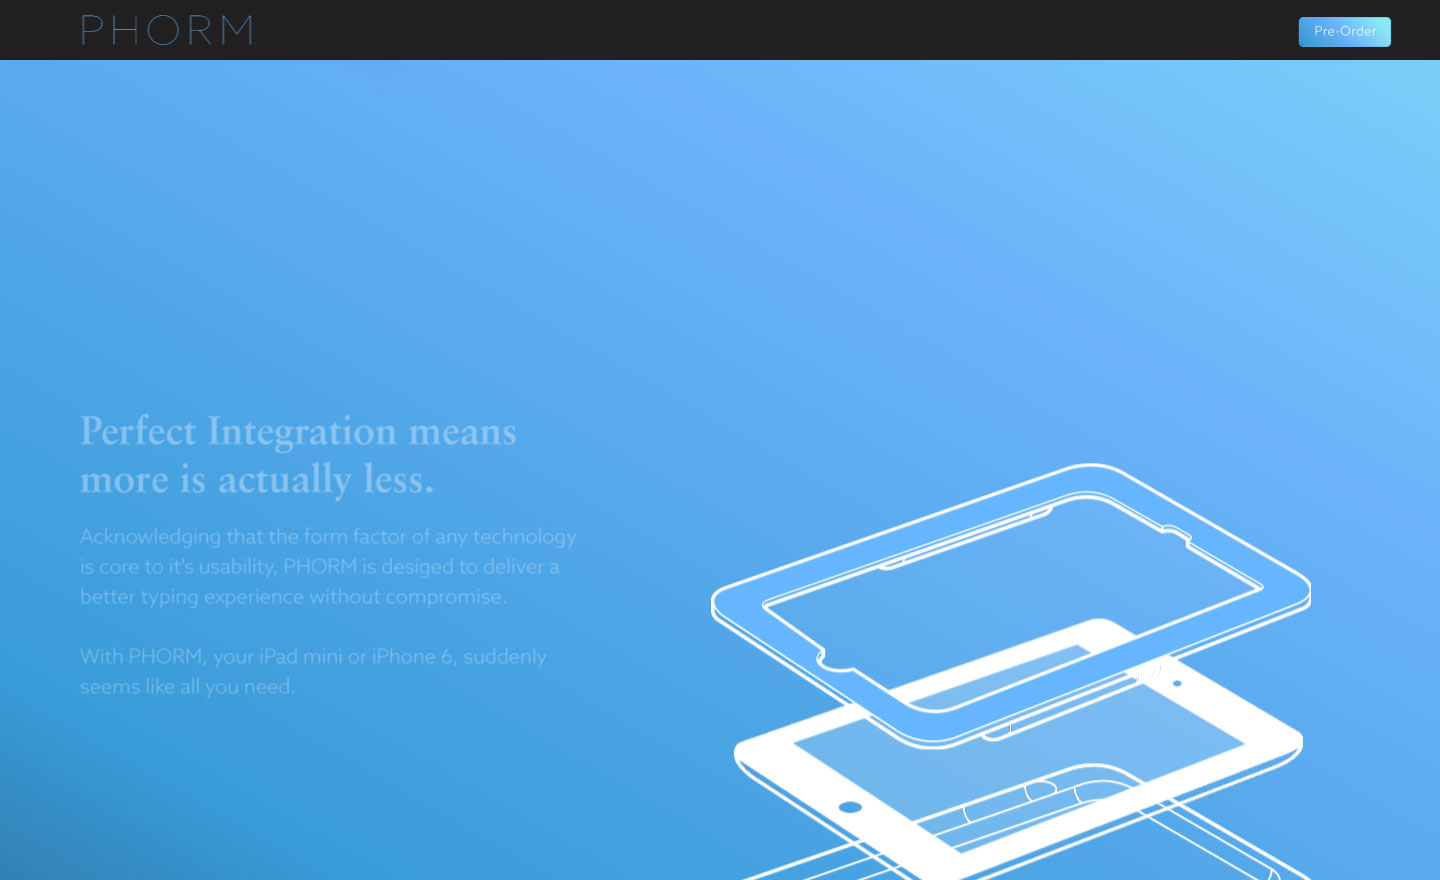 PHORM
Pre-Order
Perfect Integration means
more is actually less.
Acknowledging that the form factor of any technology
is core to it's usability, PHORM is desiged to deliver a
better typing experience without compromise.
With PHORM, your iPad mini or iPhone 6, suddenly
seems like all you need.